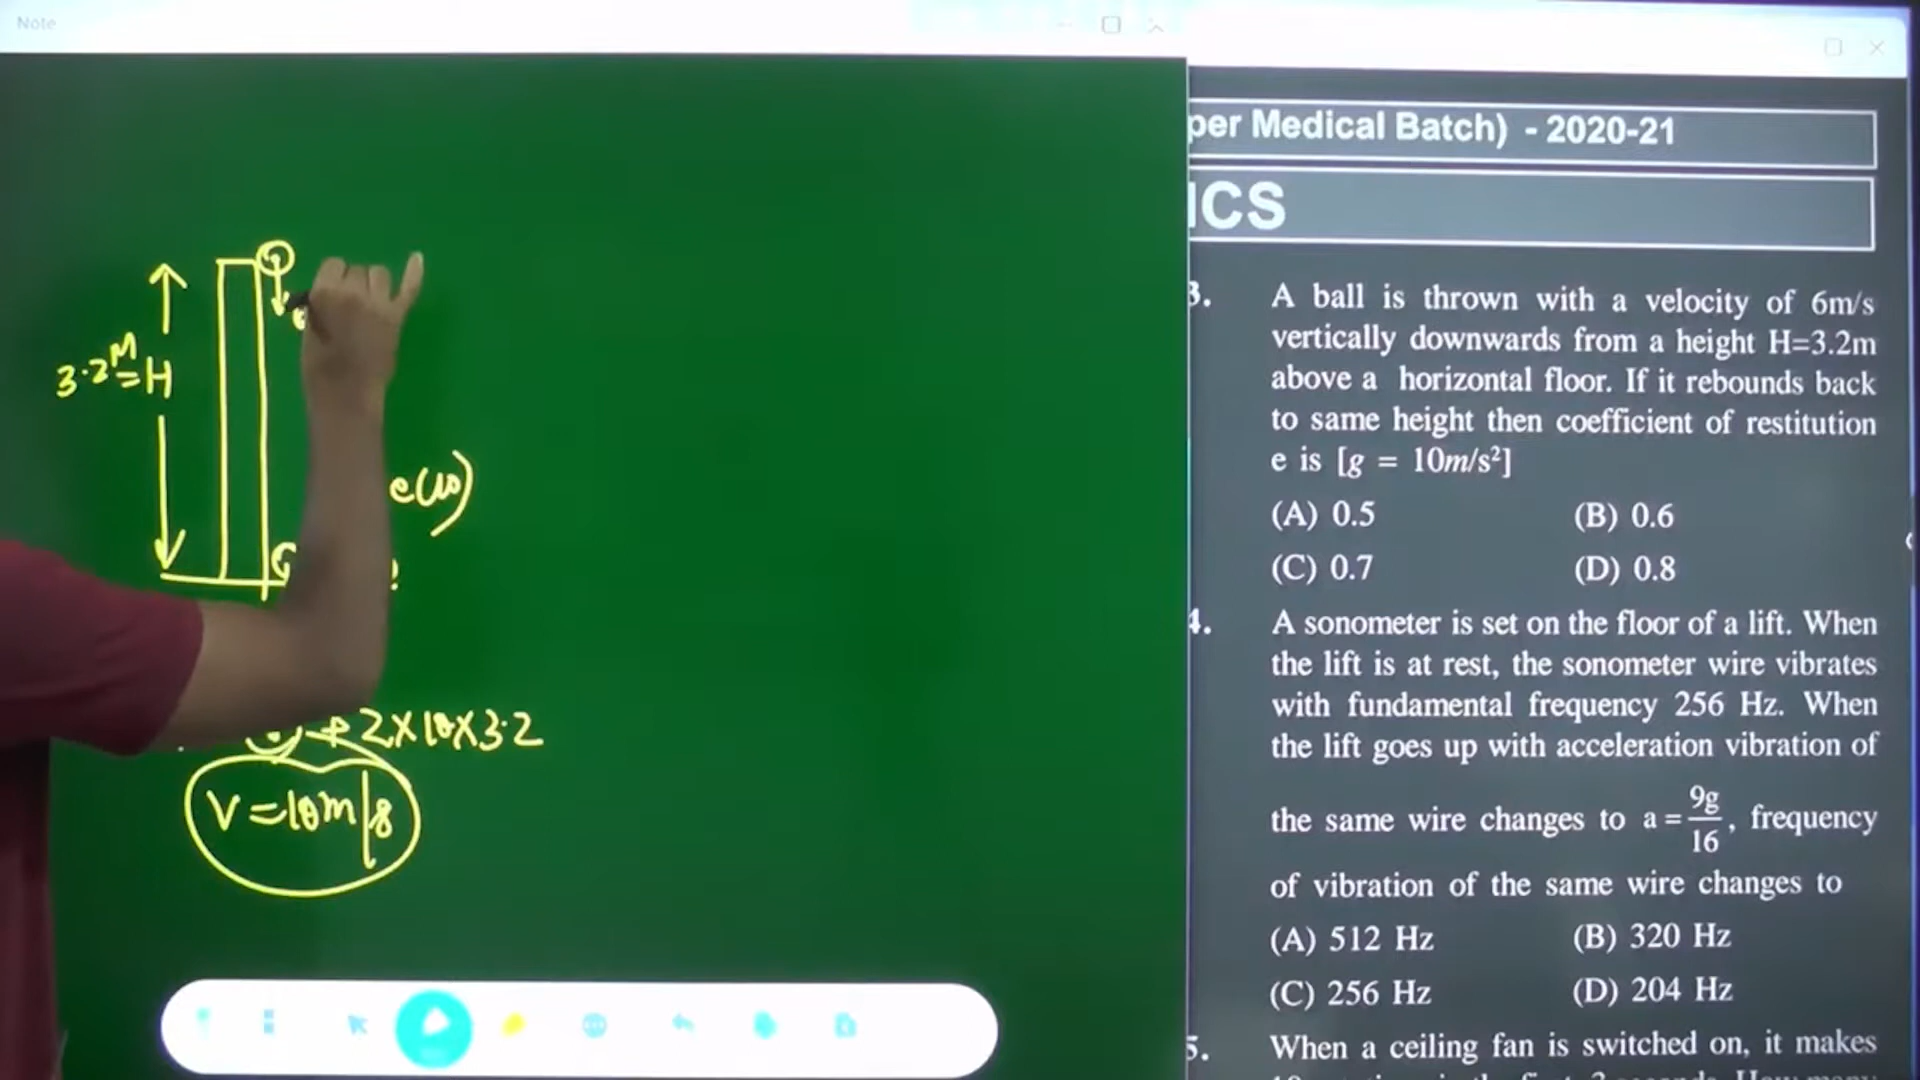 Note
per Medical Batch) - 2020-21
ICS
3. A ball is thrown with a velocity of 6m/s
vertically downwards from a height H=3.2m
above a horizontal floor. If it rebounds back
to same height then coefficient of restitution
e is [g = 10m/s²]
(A) 0.5 (B) 0.6
(C) 0.7 (D) 0.8
4. A sonometer is set on the floor of a lift. When
the lift is at rest, the sonometer wire vibrates
with fundamental frequency 256 Hz. When
the lift goes up with acceleration vibration of
the same wire changes to a = 9g/16, frequency
of vibration of the same wire changes to
(A) 512 Hz (B) 320 Hz
(C) 256 Hz (D) 204 Hz
5. When a ceiling fan is switched on, it makes
3.2M=H
e(10)
+ 2×10×3.2
V=10m/s